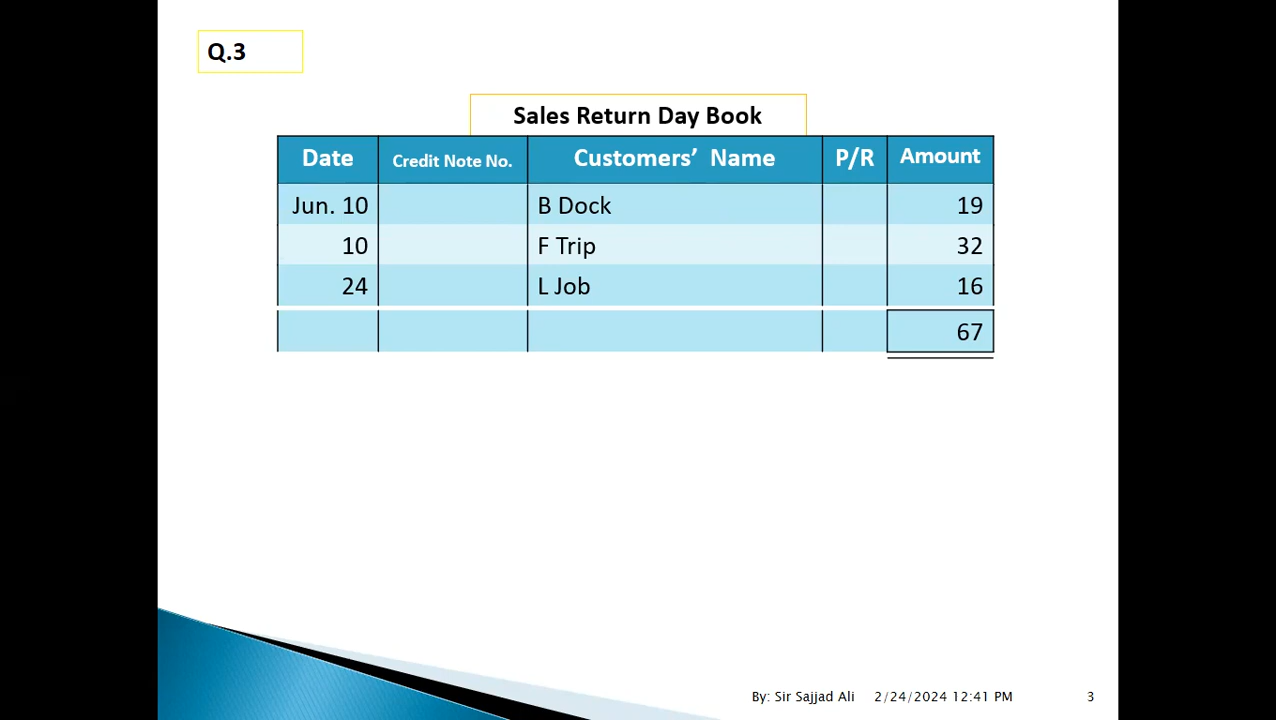 Q.3
Sales Return Day Book
Date Credit Note No. Customers’ Name P/R Amount
Jun. 10 B Dock 19
10 F Trip 32
24 L Job 16
67
By: Sir Sajjad Ali 2/24/2024 12:41 PM 3